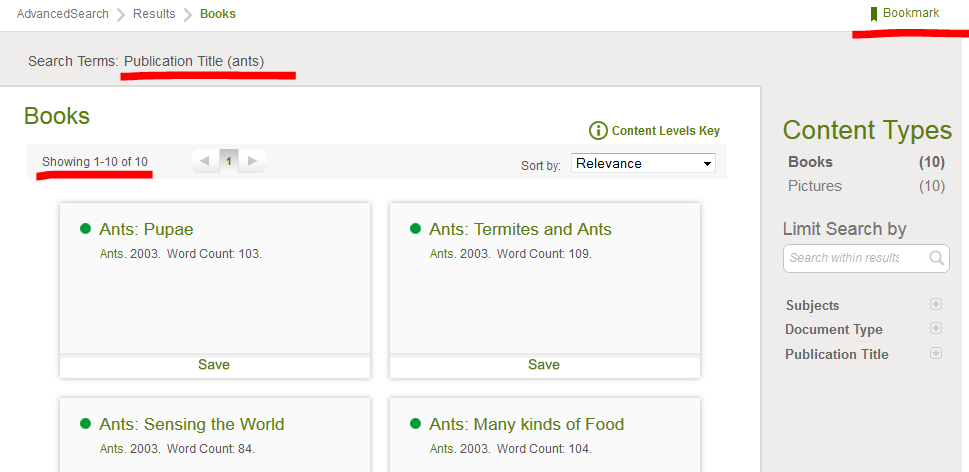 AdvancedSearch Results Books
Bookmark
Search Terms: Publication Title (ants)
Books
Content Levels Key
Showing 1-10 of 10
1
Sort by: Relevance
Ants: Pupae
Ants. 2003. Word Count: 103.
Save
Ants: Termites and Ants
Ants. 2003. Word Count: 109.
Save
Ants: Sensing the World
Ants. 2003. Word Count: 84.
Ants: Many kinds of Food
Ants. 2003. Word Count: 104.
Content Types
Books (10)
Pictures (10)
Limit Search by
Search within results
Subjects
Document Type
Publication Title